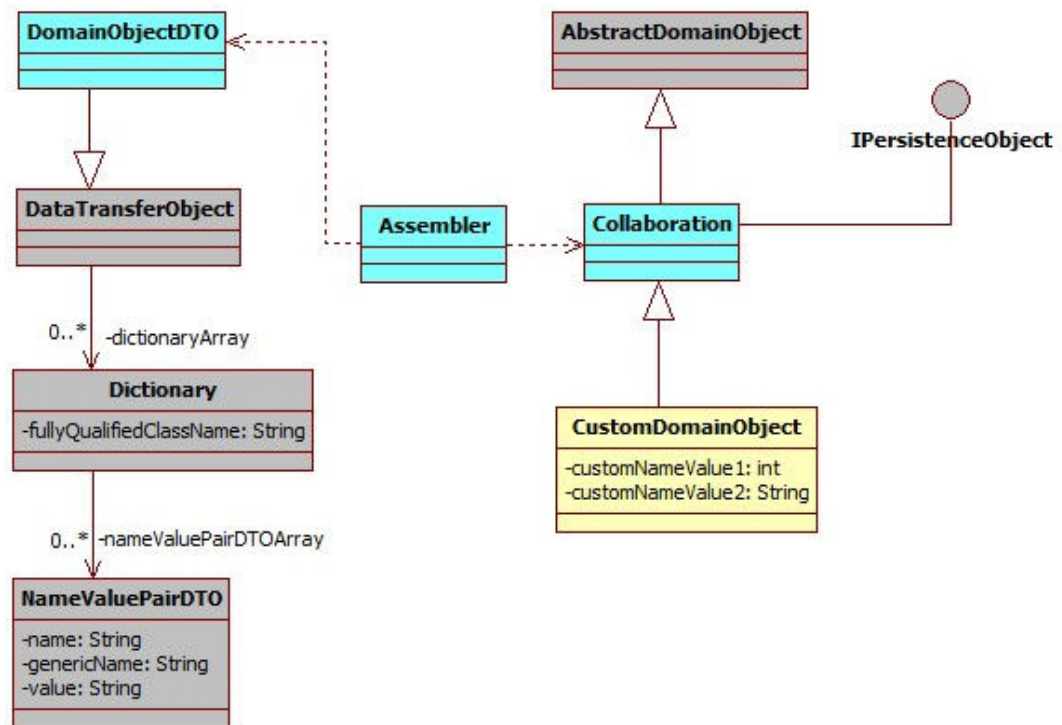 DomainObjectDTO
AbstractDomainObject
IPersistenceObject
DataTransferObject
Assembler
Collaboration
0..*
-dictionaryArray
Dictionary
-fullyQualifiedClassName: String
CustomDomainObject
-customNameValue1: int
-customNameValue2: String
0..*
-nameValuePairDTOArray
NameValuePairDTO
-name: String
-genericName: String
-value: String